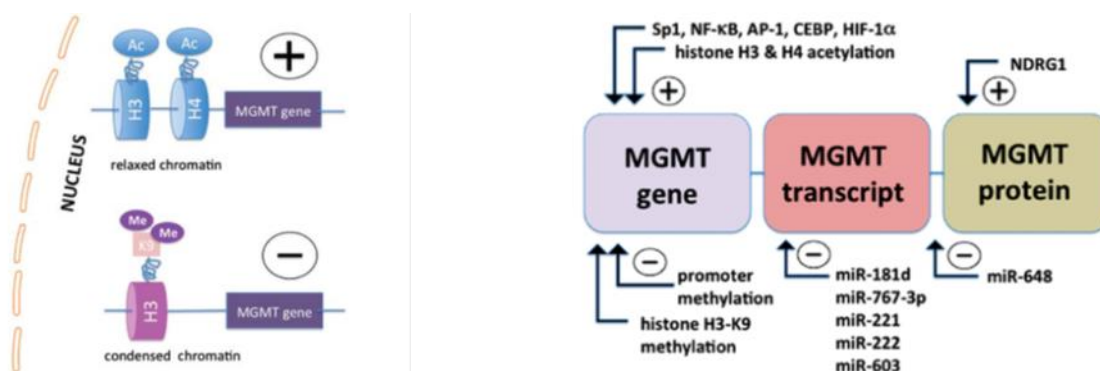 Ac Ac
H3 H4 MGMT gene
relaxed chromatin
NUCLEUS
Me
Me
K9
H3 MGMT gene
condensed chromatin
Sp1, NF-κB, AP-1, CEBP, HIF-1α
histone H3 & H4 acetylation
NDRG1
+
+
+
MGMT
gene
MGMT
transcript
MGMT
protein
−
−
−
−
promoter
methylation
histone H3-K9
methylation
miR-181d
miR-767-3p
miR-221
miR-222
miR-603
miR-648